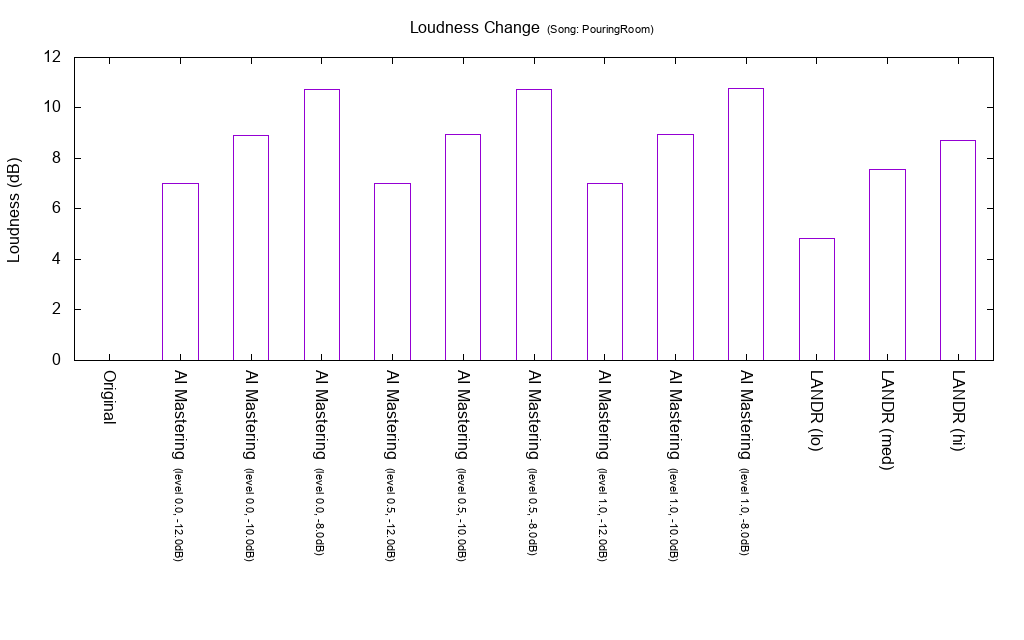 Loudness Change (Song: PouringRoom)
Loudness (dB)
12
10
8
6
4
2
0
Original
AI Mastering (level 0.0, -12.0dB)
AI Mastering (level 0.0, -10.0dB)
AI Mastering (level 0.0, -8.0dB)
AI Mastering (level 0.5, -12.0dB)
AI Mastering (level 0.5, -10.0dB)
AI Mastering (level 0.5, -8.0dB)
AI Mastering (level 1.0, -12.0dB)
AI Mastering (level 1.0, -10.0dB)
AI Mastering (level 1.0, -8.0dB)
LANDR (lo)
LANDR (med)
LANDR (hi)